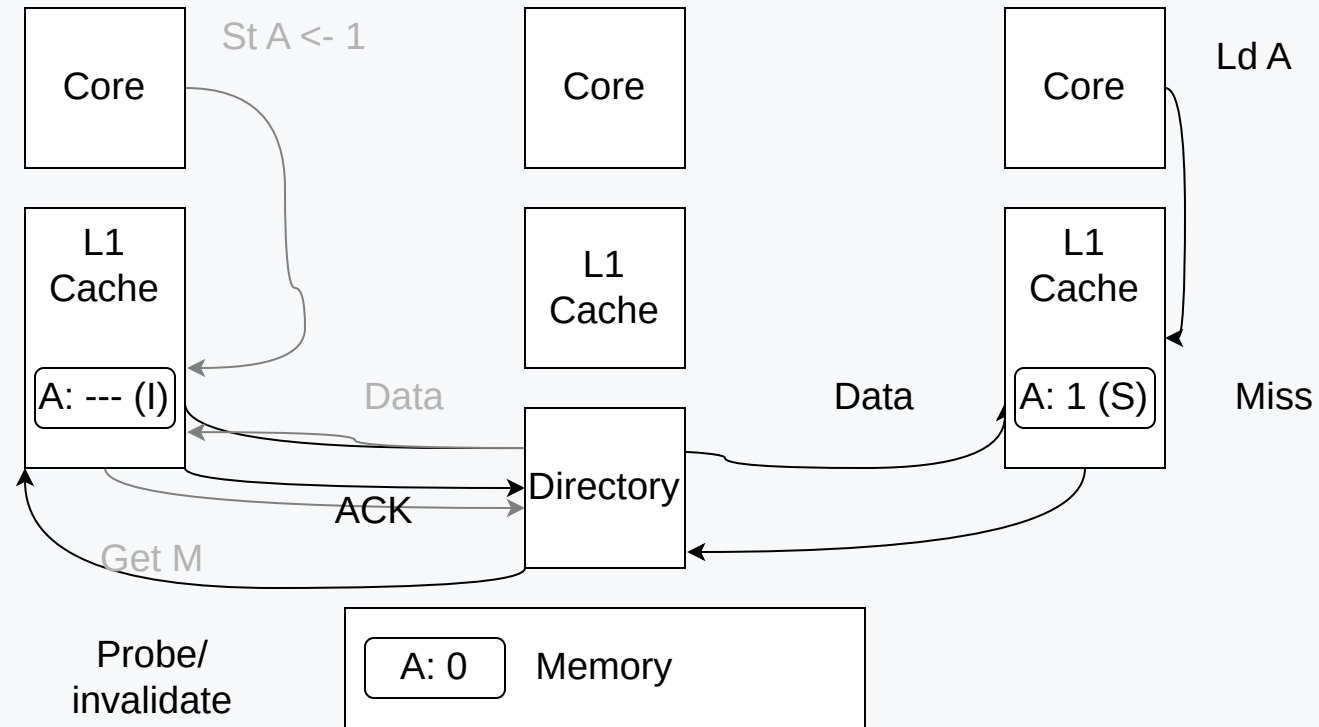 St A <- 1
Core
Core
Core
Ld A
L1
Cache
L1
Cache
L1
Cache
A: --- (I)
Data
Data
A: 1 (S)
Miss
Directory
ACK
Get M
Probe/
invalidate
A: 0
Memory